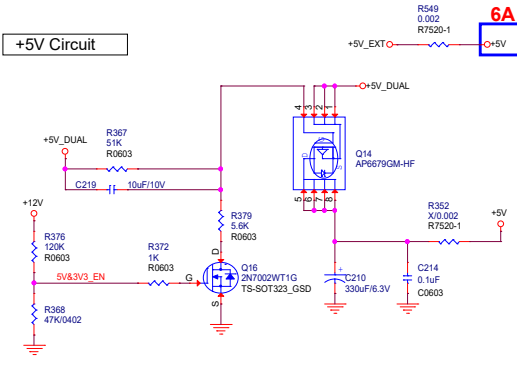 R549
6A
0.002
R7520-1
+5V Circuit
+5V_EXT
+5V
+5V_DUAL
4
3
2
1
R367
+5V_DUAL
51K
Q14
R0603
D
S
G
AP6679GM-HF
C219
10uF/10V
5
6
7
8
+12V
R352
R379
X/0.002
+5V
R376
5.6K
R7520-1
120K
R372
R0603
R0603
1K
D
R0603
Q16
+
C210
C214
5V&3V3_EN
G
2N7002WT1G
330uF/6.3V
0.1uF
TS-SOT323_GSD
C0603
R368
S
47K/0402